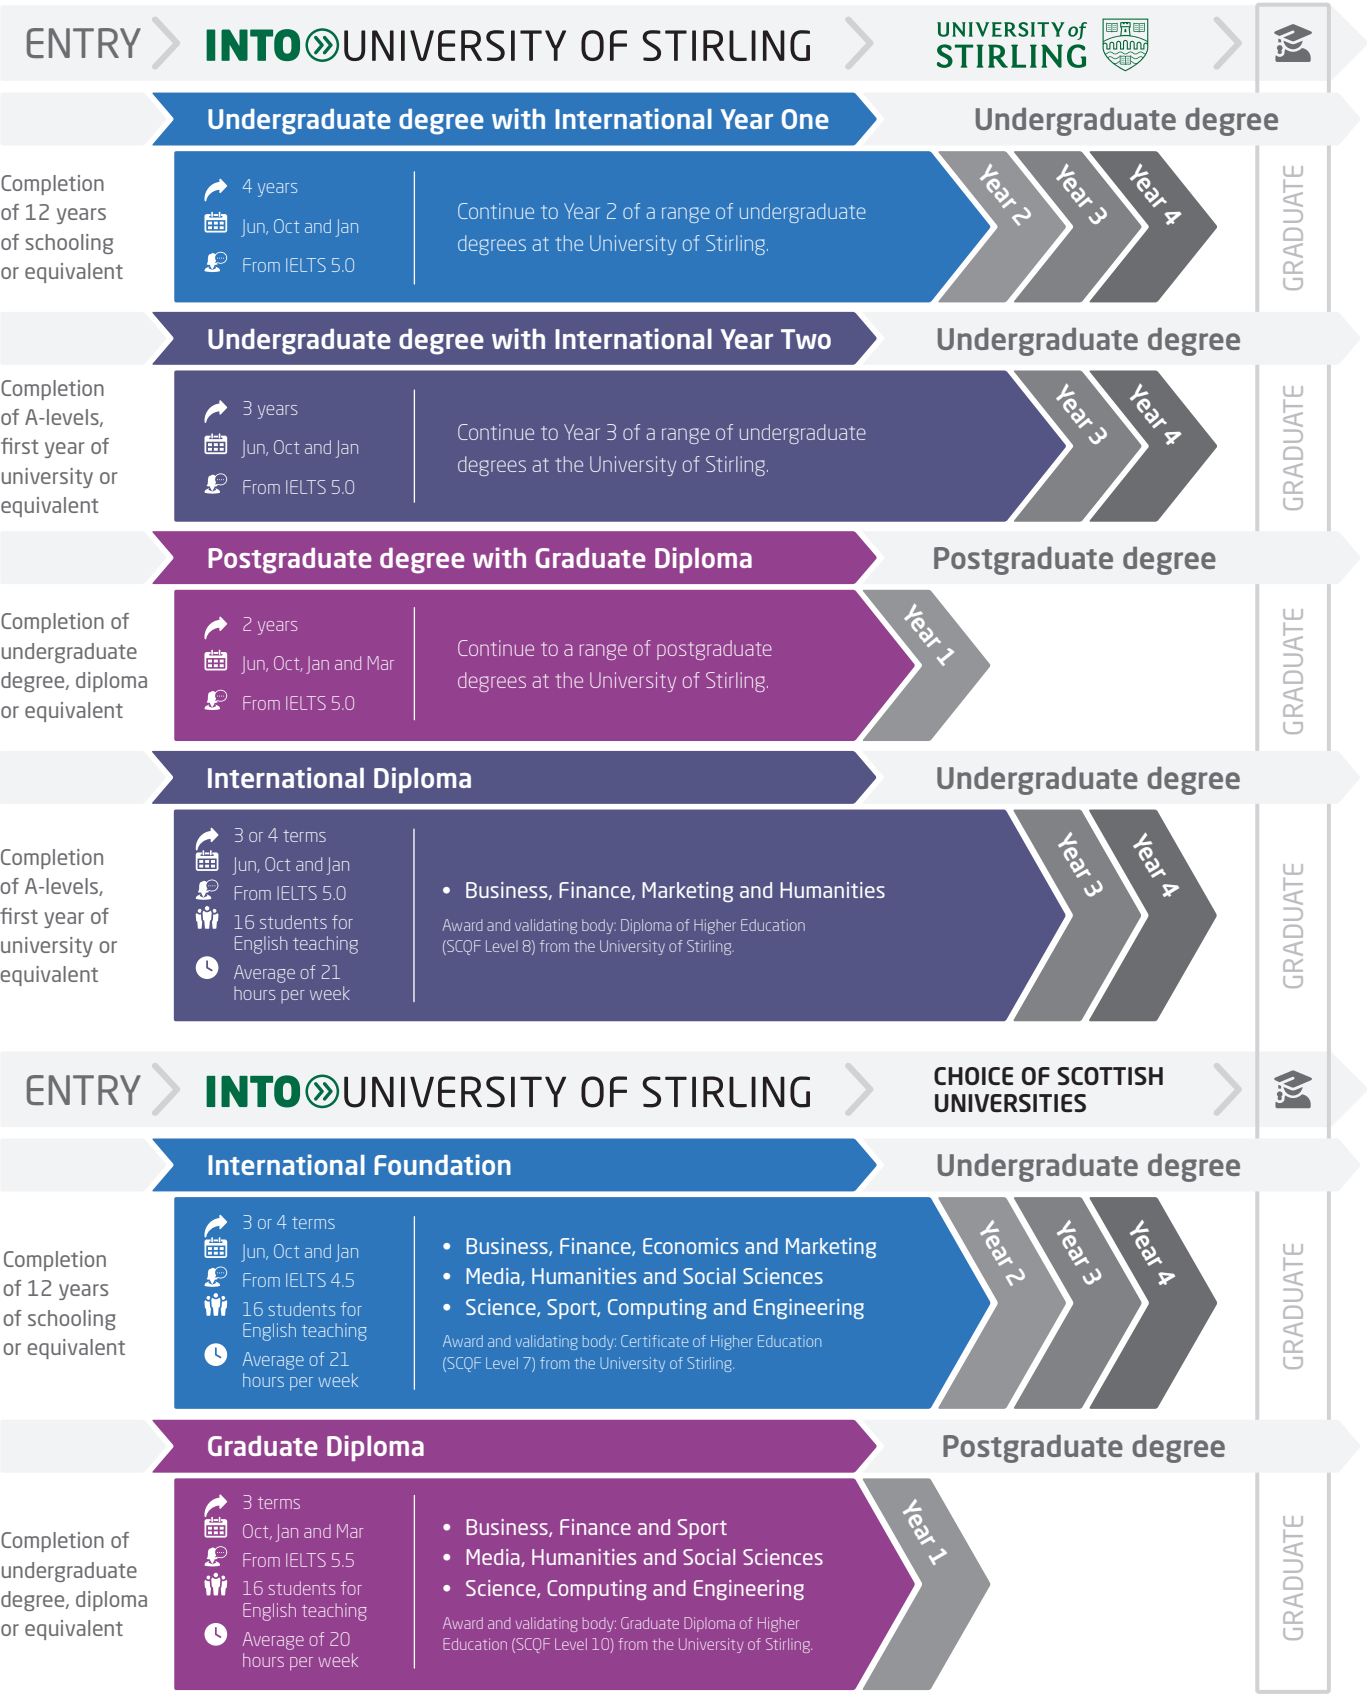 ENTRY
INTO UNIVERSITY OF STIRLING
UNIVERSITY of
STIRLING
Undergraduate degree with International Year One
Undergraduate degree
Completion
of 12 years
of schooling
or equivalent
4 years
Jun, Oct and Jan
From IELTS 5.0
Continue to Year 2 of a range of undergraduate
degrees at the University of Stirling.
Year 2
Year 3
Year 4
GRADUATE
Undergraduate degree with International Year Two
Undergraduate degree
Completion
of A-levels,
first year of
university or
equivalent
3 years
Jun, Oct and Jan
From IELTS 5.0
Continue to Year 3 of a range of undergraduate
degrees at the University of Stirling.
Year 3
Year 4
GRADUATE
Postgraduate degree with Graduate Diploma
Postgraduate degree
Completion of
undergraduate
degree, diploma
or equivalent
2 years
Jun, Oct, Jan and Mar
From IELTS 5.0
Continue to a range of postgraduate
degrees at the University of Stirling.
Year 1
GRADUATE
International Diploma
Undergraduate degree
Completion
of A-levels,
first year of
university or
equivalent
3 or 4 terms
Jun, Oct and Jan
From IELTS 5.0
16 students for
English teaching
Average of 21
hours per week
• Business, Finance, Marketing and Humanities
Award and validating body: Diploma of Higher Education
(SCQF Level 8) from the University of Stirling.
Year 3
Year 4
GRADUATE
ENTRY
INTO UNIVERSITY OF STIRLING
CHOICE OF SCOTTISH
UNIVERSITIES
International Foundation
Undergraduate degree
Completion
of 12 years
of schooling
or equivalent
3 or 4 terms
Jun, Oct and Jan
From IELTS 4.5
16 students for
English teaching
Average of 21
hours per week
• Business, Finance, Economics and Marketing
• Media, Humanities and Social Sciences
• Science, Sport, Computing and Engineering
Award and validating body: Certificate of Higher Education
(SCQF Level 7) from the University of Stirling.
Year 2
Year 3
Year 4
GRADUATE
Graduate Diploma
Postgraduate degree
Completion of
undergraduate
degree, diploma
or equivalent
3 terms
Oct, Jan and Mar
From IELTS 5.5
16 students for
English teaching
Average of 20
hours per week
• Business, Finance and Sport
• Media, Humanities and Social Sciences
• Science, Computing and Engineering
Award and validating body: Graduate Diploma of Higher
Education (SCQF Level 10) from the University of Stirling.
Year 1
GRADUATE